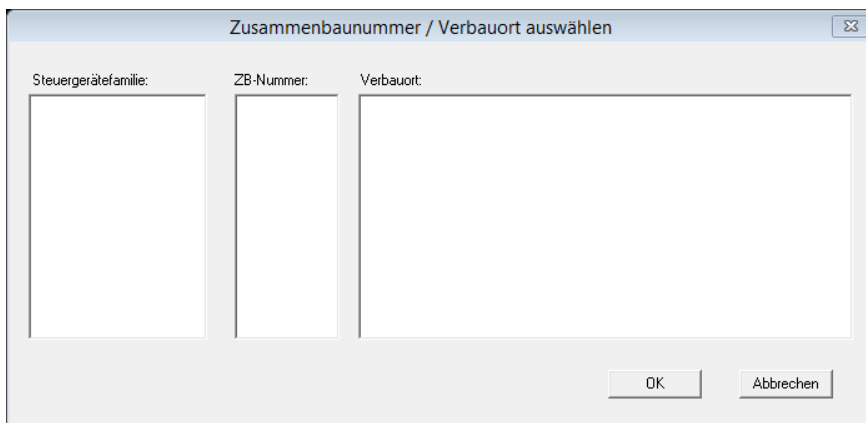 Zusammenbaunummer / Verbauort auswählen
Steuergerätefamilie: ZB-Nummer: Verbauort:
OK Abbrechen